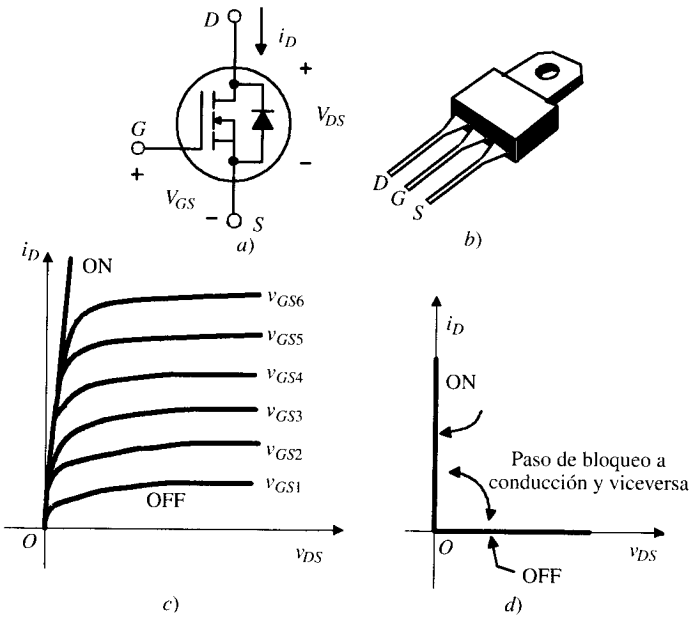 D
i_D
+
G
V_DS
+
V_GS
−
−
S
a)
D
G
S
b)
i_D
ON
v_GS6
v_GS5
v_GS4
v_GS3
v_GS2
v_GS1
OFF
O
v_DS
c)
i_D
ON
Paso de bloqueo a
conducción y viceversa
O
v_DS
OFF
d)